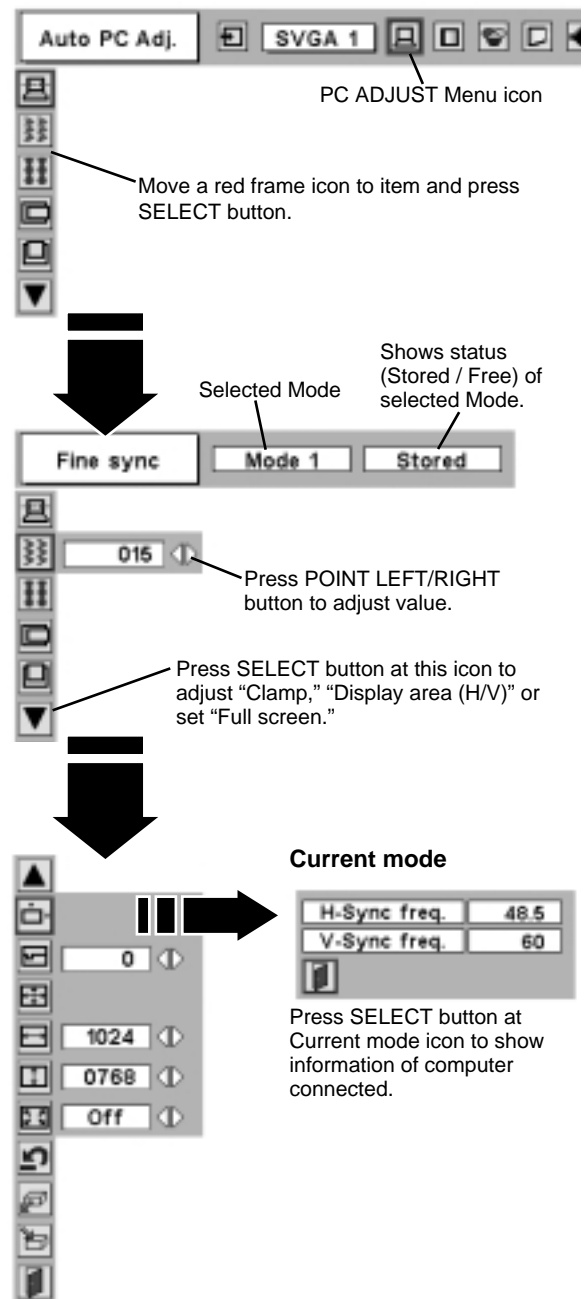 Auto PC Adj.
SVGA 1
PC ADJUST Menu icon
Move a red frame icon to item and press
SELECT button.
Shows status
(Stored / Free) of
selected Mode.
Selected Mode
Fine sync
Mode 1
Stored
015
Press POINT LEFT/RIGHT
button to adjust value.
Press SELECT button at this icon to
adjust “Clamp,” “Display area (H/V)” or
set “Full screen.”
Current mode
H-Sync freq. 48.5
V-Sync freq. 60
Press SELECT button at
Current mode icon to show
information of computer
connected.
0
1024
0768
Off